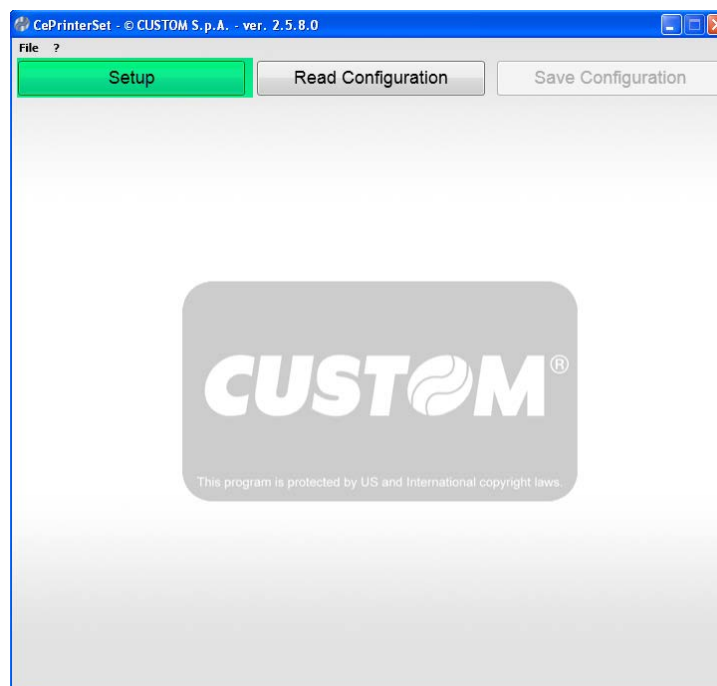 CePrinterSet - © CUSTOM S.p.A. - ver. 2.5.8.0
File ?
Setup Read Configuration Save Configuration
CUSTOM®
This program is protected by US and International copyright laws.